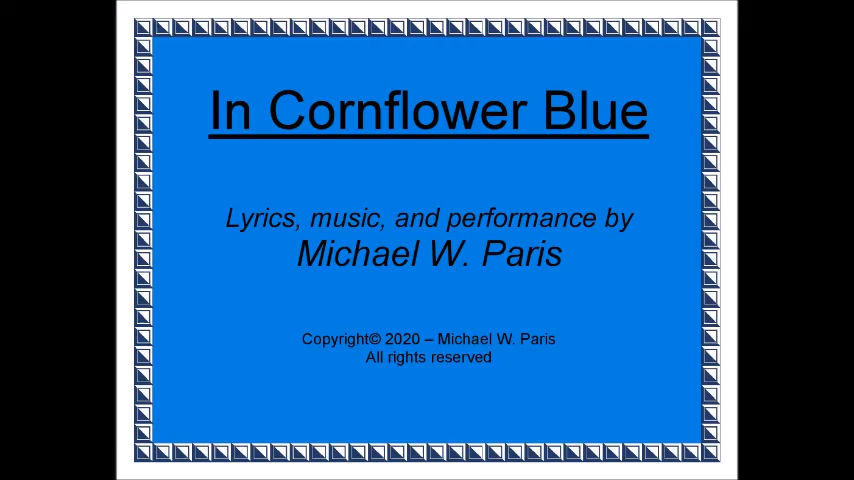 In Cornflower Blue
Lyrics, music, and performance by
Michael W. Paris
Copyright© 2020 – Michael W. Paris
All rights reserved